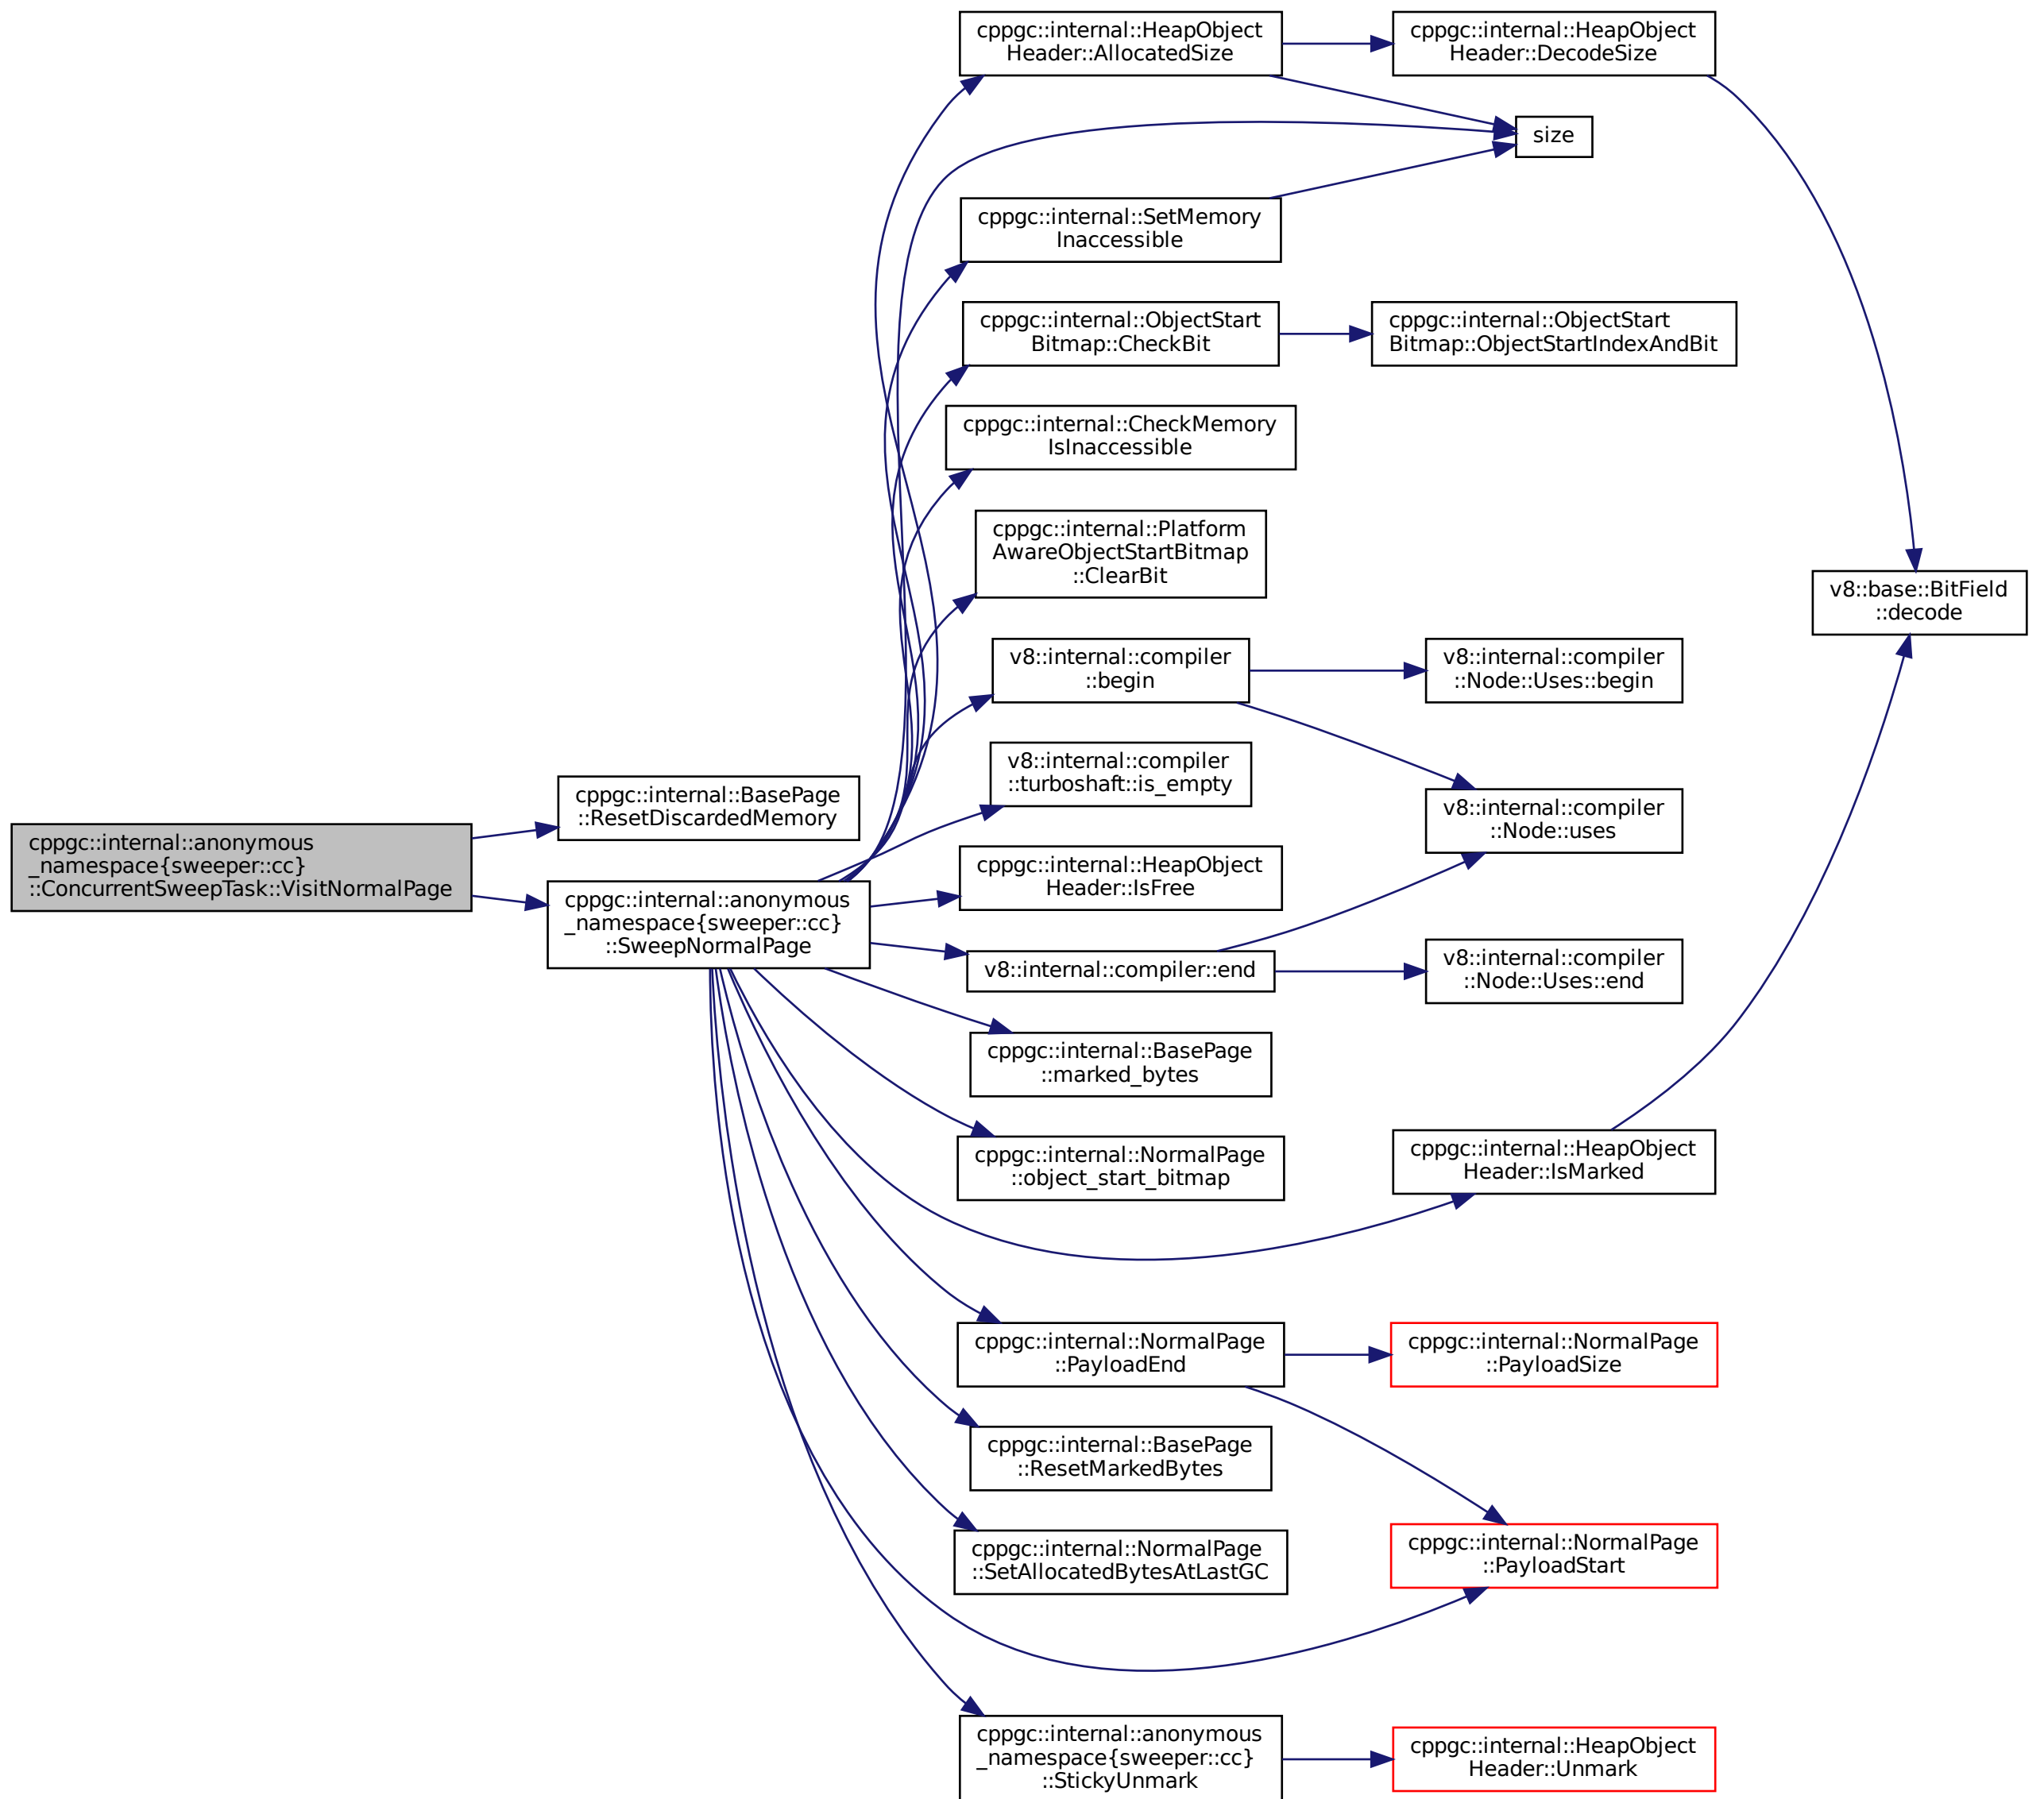 cppgc::internal::HeapObject
Header::AllocatedSize
cppgc::internal::HeapObject
Header::DecodeSize
size
cppgc::internal::SetMemory
Inaccessible
cppgc::internal::ObjectStart
Bitmap::CheckBit
cppgc::internal::ObjectStart
Bitmap::ObjectStartIndexAndBit
cppgc::internal::CheckMemory
IsInaccessible
cppgc::internal::Platform
AwareObjectStartBitmap
::ClearBit
v8::base::BitField
::decode
v8::internal::compiler
::begin
v8::internal::compiler
::Node::Uses::begin
v8::internal::compiler
::turboshaft::is_empty
cppgc::internal::BasePage
::ResetDiscardedMemory
v8::internal::compiler
::Node::uses
cppgc::internal::anonymous
_namespace{sweeper::cc}
::ConcurrentSweepTask::VisitNormalPage
cppgc::internal::HeapObject
Header::IsFree
cppgc::internal::anonymous
_namespace{sweeper::cc}
::SweepNormalPage
v8::internal::compiler::end
v8::internal::compiler
::Node::Uses::end
cppgc::internal::BasePage
::marked_bytes
cppgc::internal::NormalPage
::object_start_bitmap
cppgc::internal::HeapObject
Header::IsMarked
cppgc::internal::NormalPage
::PayloadEnd
cppgc::internal::NormalPage
::PayloadSize
cppgc::internal::BasePage
::ResetMarkedBytes
cppgc::internal::NormalPage
::SetAllocatedBytesAtLastGC
cppgc::internal::NormalPage
::PayloadStart
cppgc::internal::anonymous
_namespace{sweeper::cc}
::StickyUnmark
cppgc::internal::HeapObject
Header::Unmark